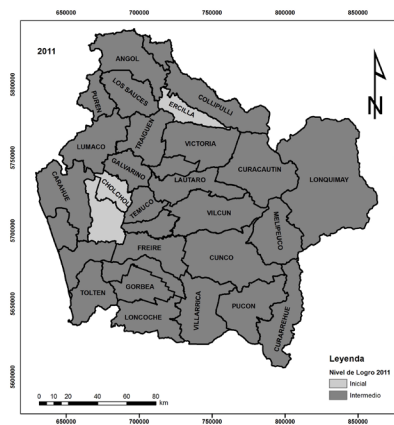 650000 700000 750000 800000 850000
2011
ANGOL
5800000
COLLIPULLI
LOS SAUCES
PUREN
ERCILLA
TRAIGUEN
VICTORIA
LUMACO
5750000
CURACAUTIN
GALVARINO
LONQUIMAY
LAUTARO
CARAHUE
CHOLCHOL
TEMUCO
VILCUN
MELIPEUCO
5700000
FREIRE
CUNCO
TOLTEN
GORBEA
5650000
VILLARRICA
PUCON
LONCOCHE
CURARREHUE
Leyenda
Nivel de Logro 2011
Inicial
Intermedio
5600000
0 10 20 40 60 80
km
650000 700000 750000 800000 850000
N